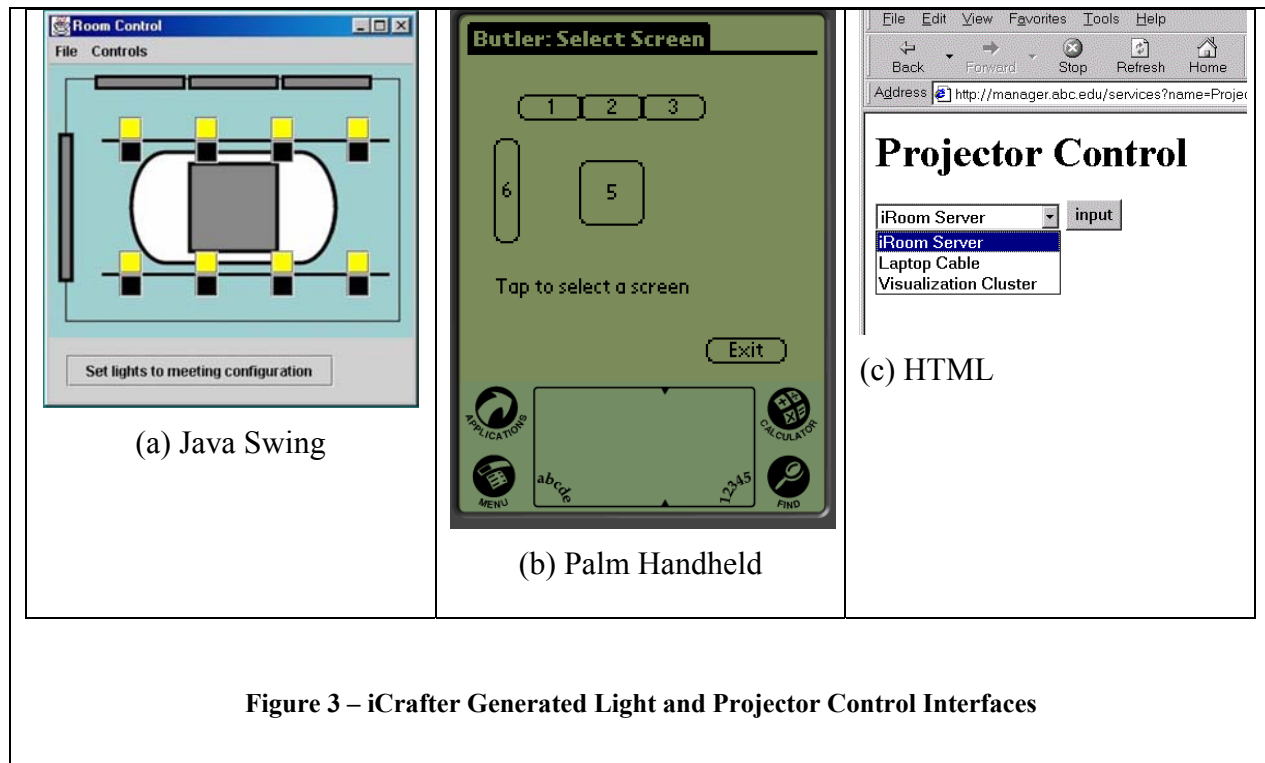 Room Control
File Controls
Set lights to meeting configuration
(a) Java Swing
Butler: Select Screen
1 2 3
6 5
Tap to select a screen
Exit
APPLICATIONS
CALCULATOR
MENU
abcde
12345
FIND
(b) Palm Handheld
File Edit View Favorites Tools Help
Back Forward Stop Refresh Home
Address http://manager.abc.edu/services?name=Projec
Projector Control
iRoom Server input
iRoom Server
Laptop Cable
Visualization Cluster
(c) HTML
Figure 3 – iCrafter Generated Light and Projector Control Interfaces